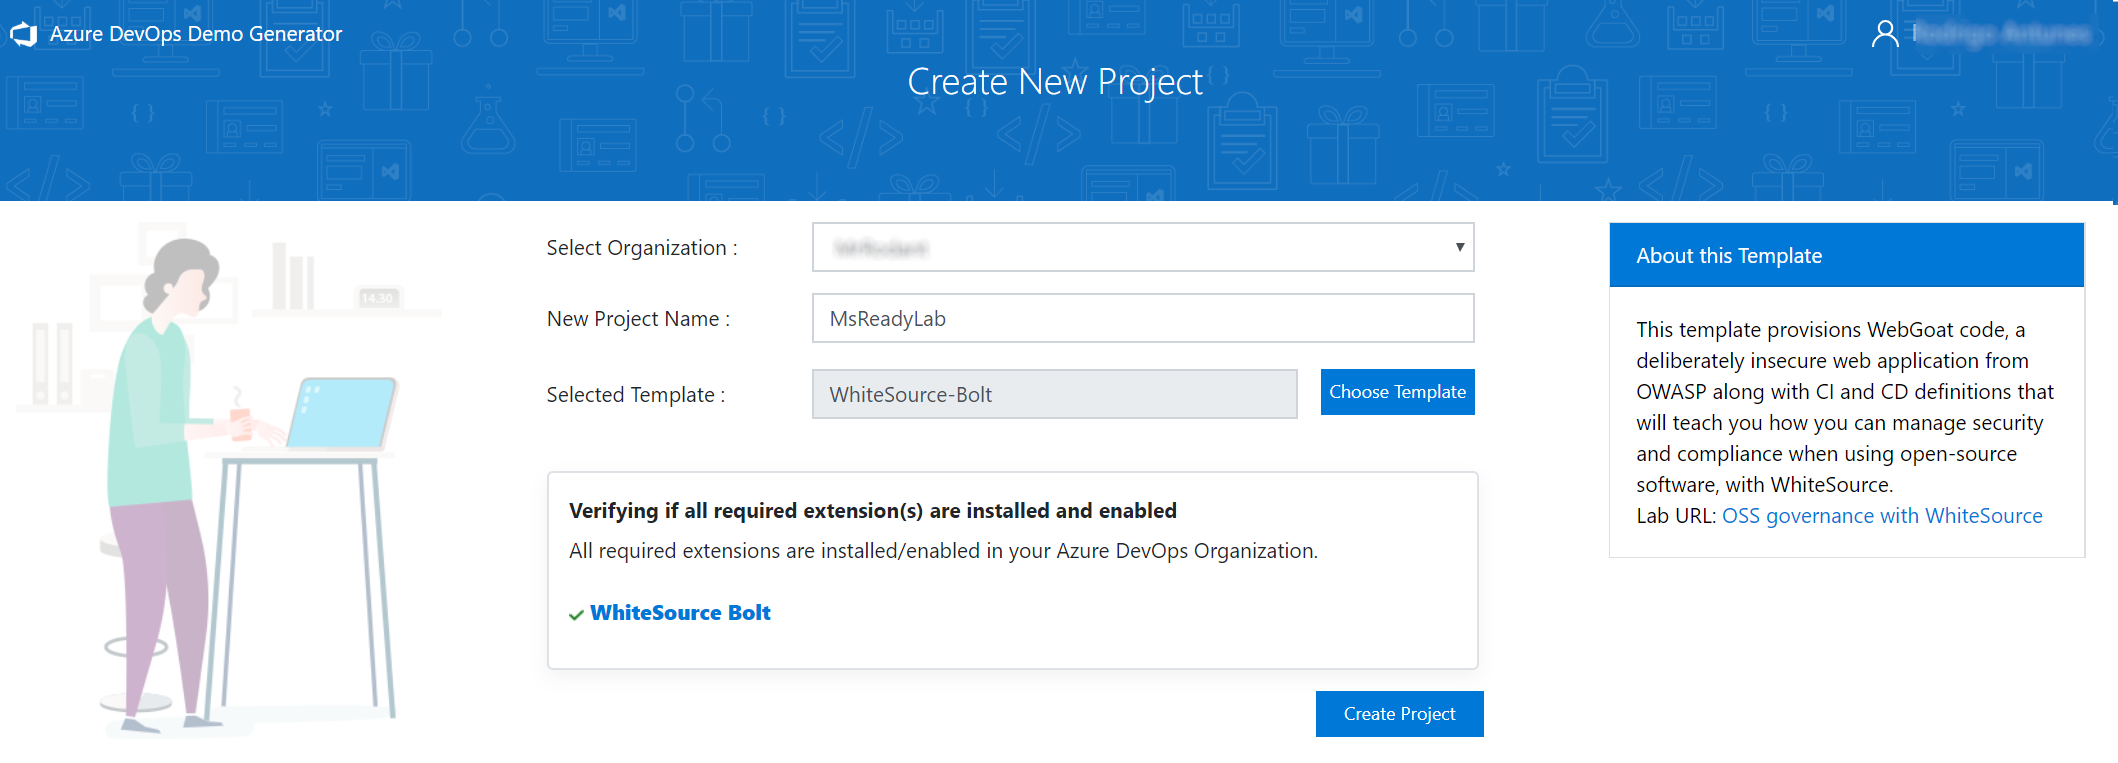 Azure DevOps Demo Generator
Create New Project
Select Organization :
New Project Name :
MsReadyLab
Selected Template :
WhiteSource-Bolt
Choose Template
Verifying if all required extension(s) are installed and enabled
All required extensions are installed/enabled in your Azure DevOps Organization.
WhiteSource Bolt
Create Project
About this Template
This template provisions WebGoat code, a
deliberately insecure web application from
OWASP along with CI and CD definitions that
will teach you how you can manage security
and compliance when using open-source
software, with WhiteSource.
Lab URL: OSS governance with WhiteSource
14.30